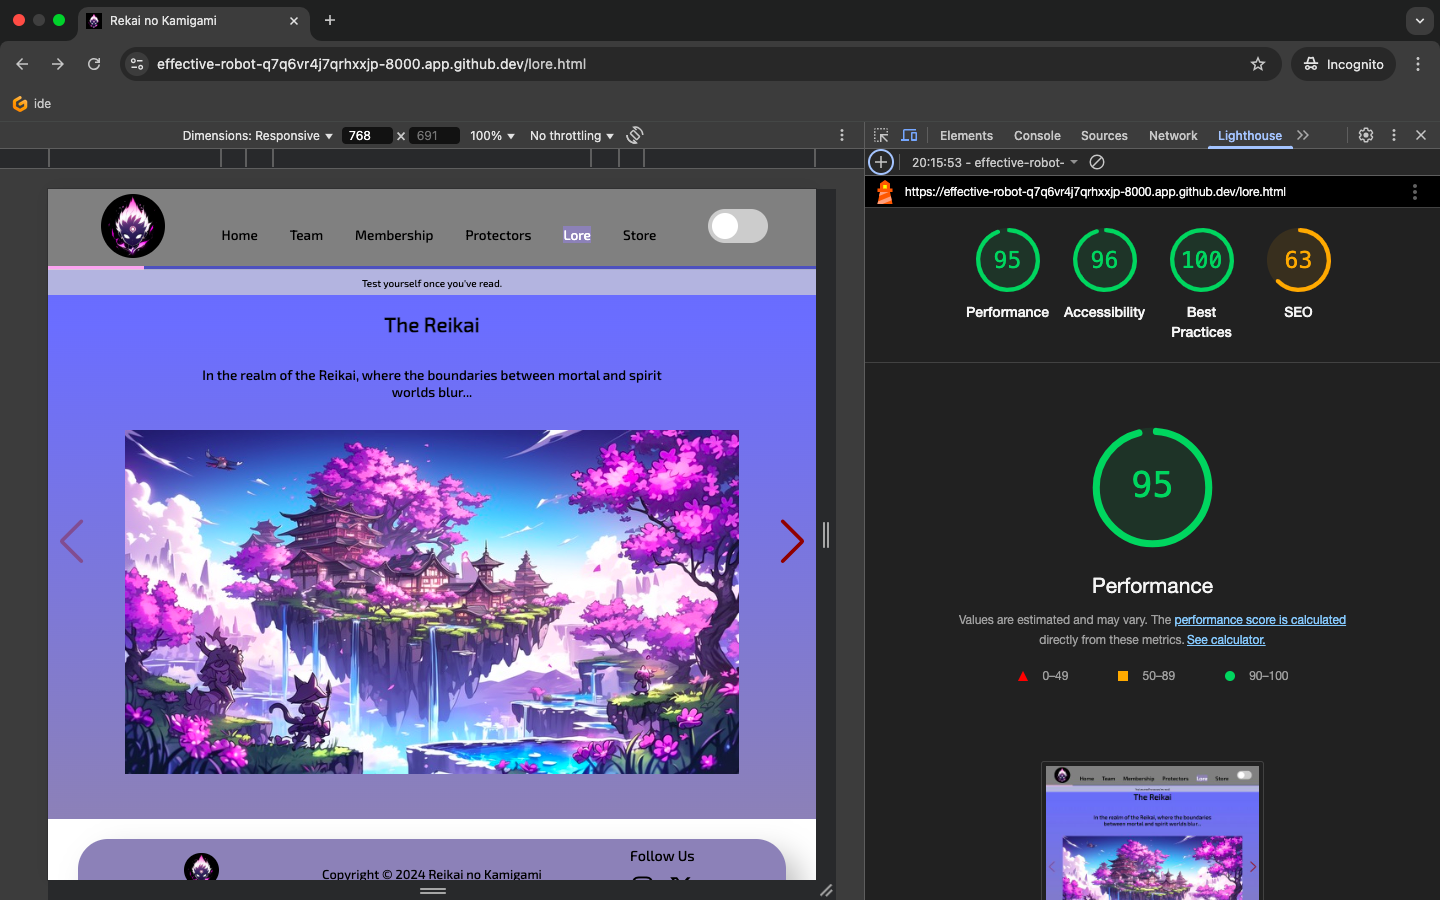 Rekai no Kamigami
effective-robot-q7q6vr4j7qrhxxjp-8000.app.github.dev/lore.html
Incognito
ide
Dimensions: Responsive
768
691
100%
No throttling
Elements
Console
Sources
Network
Lighthouse
20:15:53 - effective-robot-
https://effective-robot-q7q6vr4j7qrhxxjp-8000.app.github.dev/lore.html
Home
Team
Membership
Protectors
Lore
Store
Test yourself once you've read.
The Reikai
In the realm of the Reikai, where the boundaries between mortal and spirit
worlds blur...
Follow Us
Copyright © 2024 Reikai no Kamigami
95
96
100
63
Performance
Accessibility
Best
Practices
SEO
95
Performance
Values are estimated and may vary. The performance score is calculated
directly from these metrics. See calculator.
0–49
50–89
90–100
Home
Team
Membership
Protectors
Lore
Store
The Reikai
In the realm of the Reikai, where the boundaries
between mortal and spirit worlds blur...